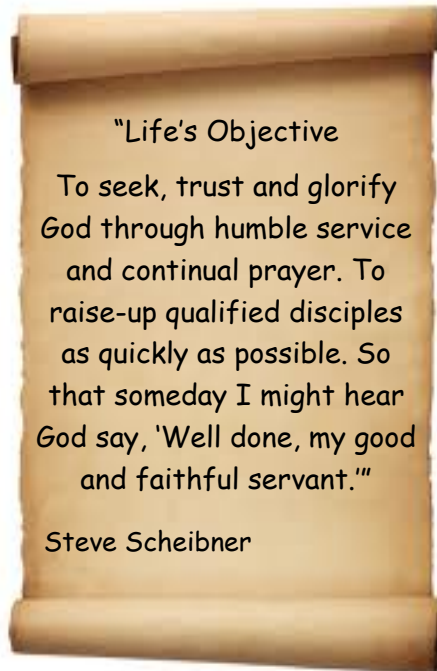 “Life’s Objective
To seek, trust and glorify
God through humble service
and continual prayer. To
raise-up qualified disciples
as quickly as possible. So
that someday I might hear
God say, ‘Well done, my good
and faithful servant.’”
Steve Scheibner